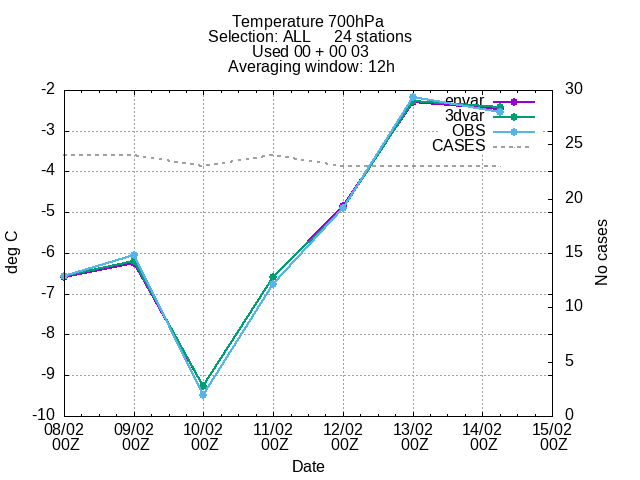 Temperature 700hPa
Selection: ALL 24 stations
Used 00 + 00 03
Averaging window: 12h
-2
-3
-4
-5
-6
-7
-8
-9
-10
deg C
30
25
20
15
10
5
0
No cases
envar
3dvar
OBS
CASES
08/02 09/02 10/02 11/02 12/02 13/02 14/02 15/02
00Z 00Z 00Z 00Z 00Z 00Z 00Z 00Z
Date